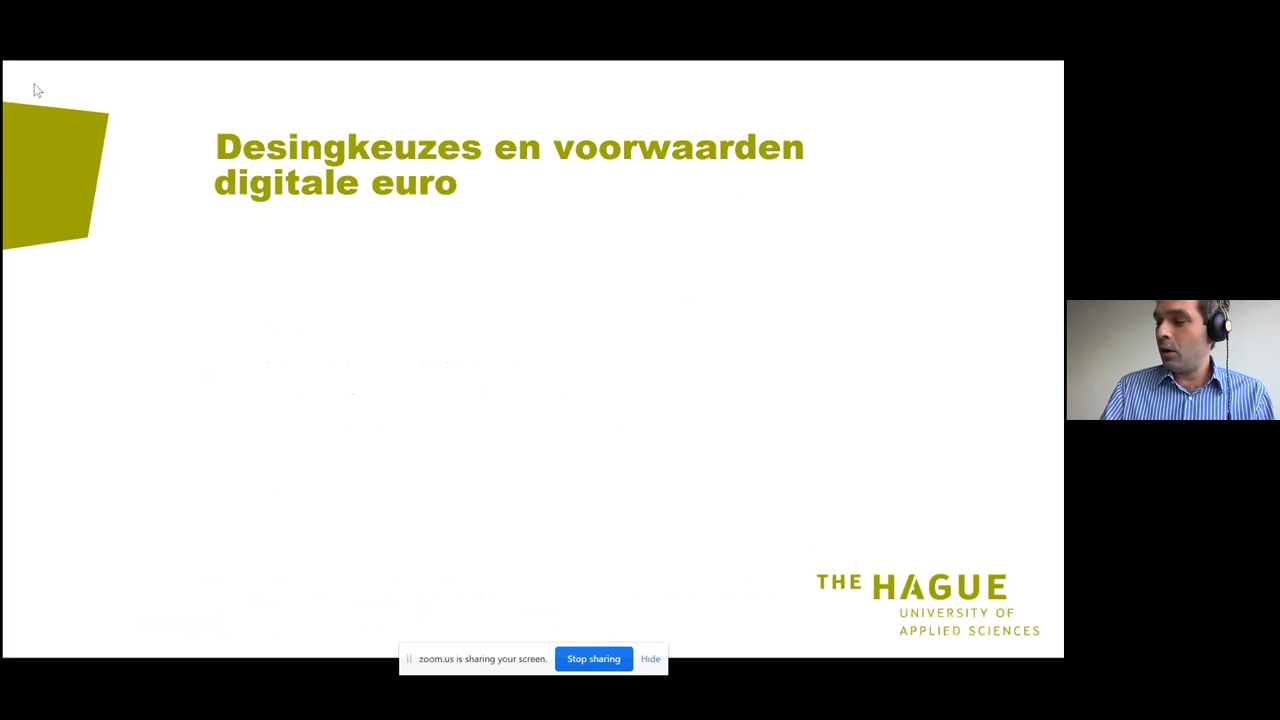 Desingkeuzes en voorwaarden
digitale euro
THE HAGUE
UNIVERSITY OF
APPLIED SCIENCES
zoom.us is sharing your screen. Stop sharing Hide